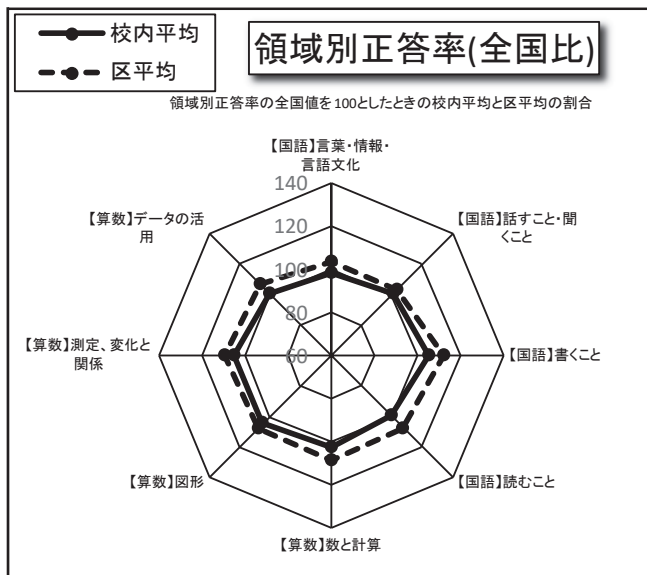 校内平均
区平均
領域別正答率(全国比)
領域別正答率の全国値を100としたときの校内平均と区平均の割合
【国語】言葉・情報・
言語文化
【国語】話すこと・聞
くこと
【国語】書くこと
【国語】読むこと
【算数】数と計算
【算数】図形
【算数】測定、変化と
関係
【算数】データの活
用
140
120
100
80
60